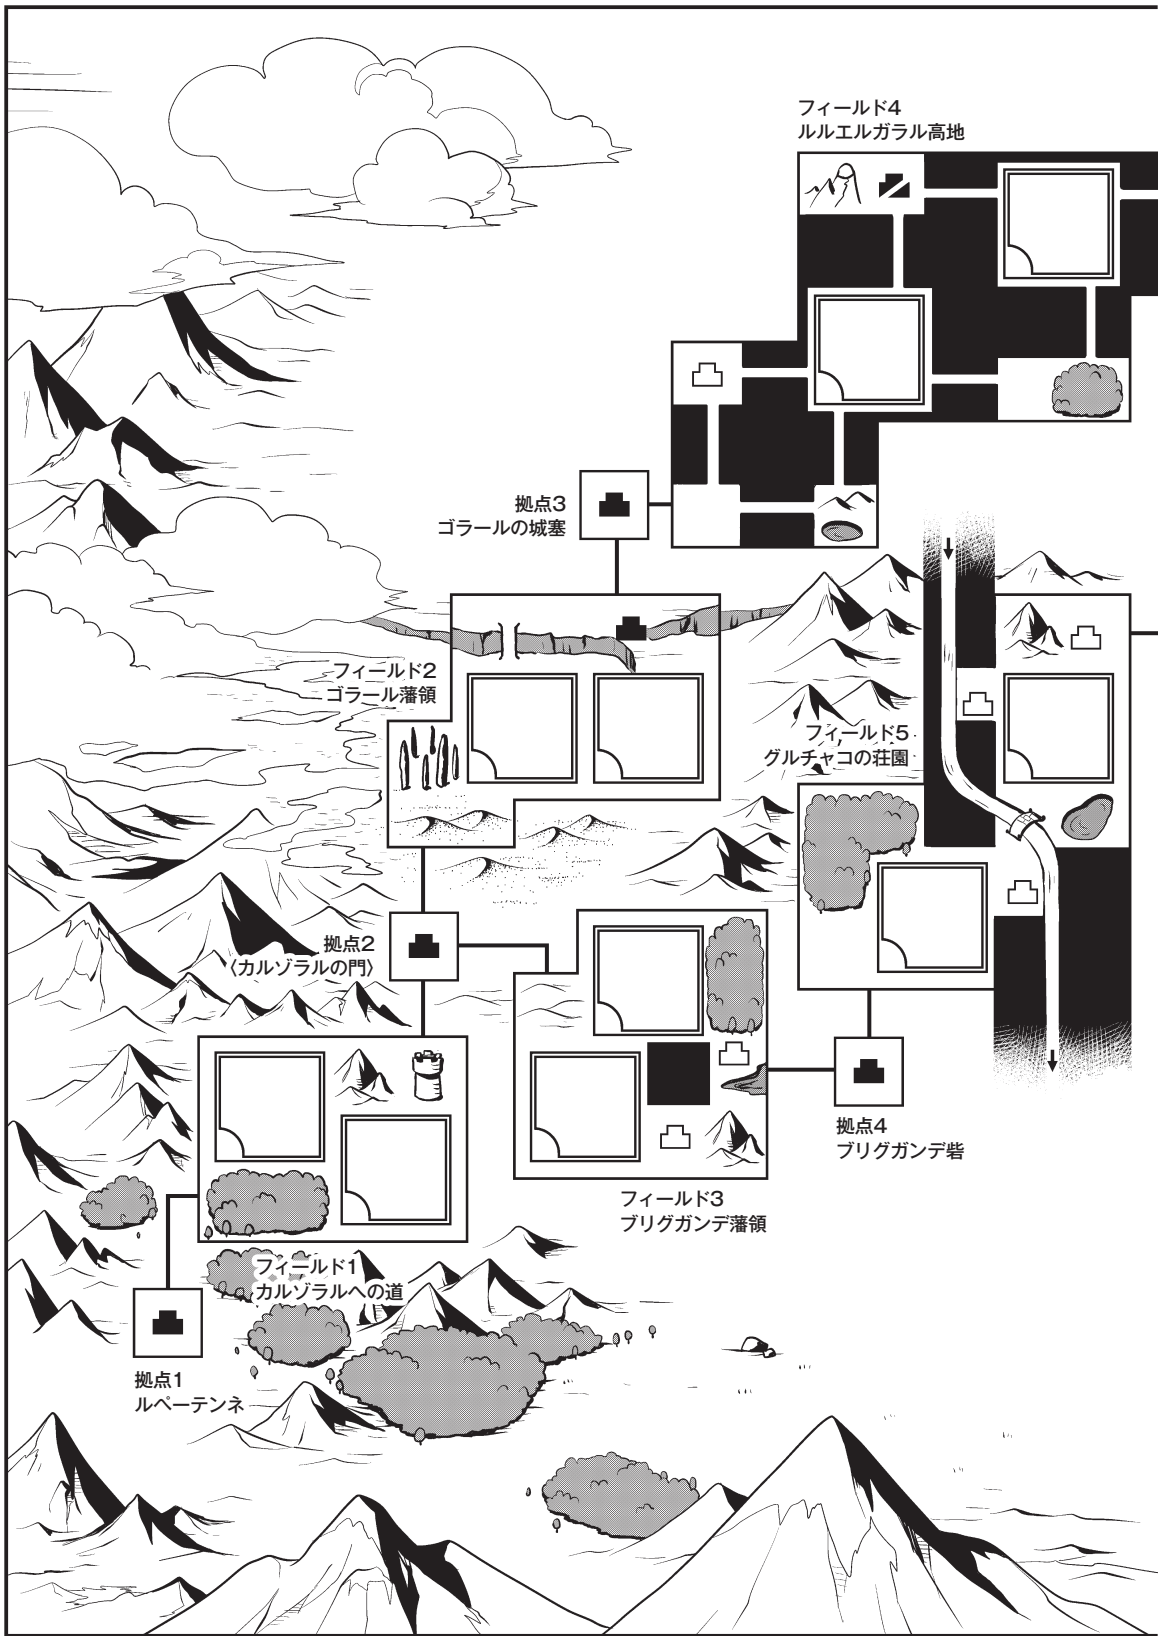 フィールド4
ルルエルガラル高地
拠点3
ゴラールの城塞
フィールド2
ゴラール藩領
フィールド5
グルチャコの荘園
拠点2
〈カルゾラルの門〉
拠点4
ブリグガンデ砦
フィールド3
ブリグガンデ藩領
フィールド1
カルゾラルへの道
拠点1
ルペーテンネ